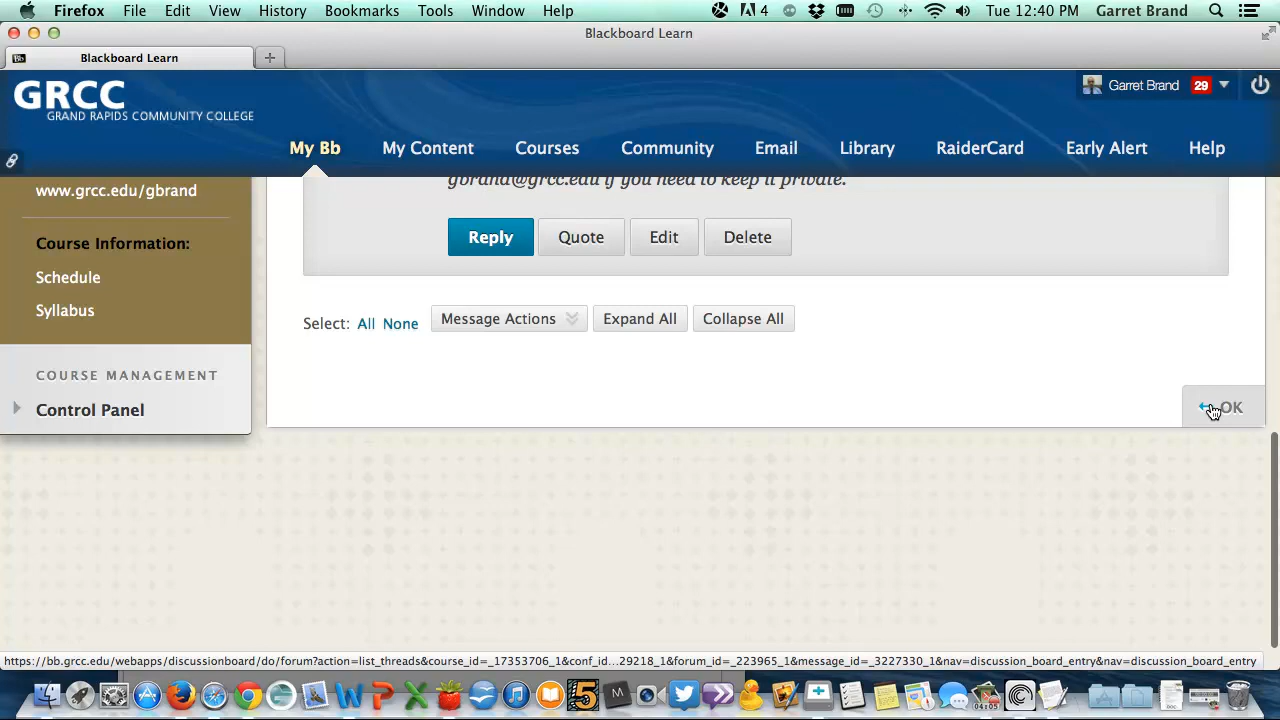 Firefox File Edit View History Bookmarks Tools Window Help 4 Tue 12:40 PM Garret Brand
Blackboard Learn
Bb Blackboard Learn +
GRCC
GRAND RAPIDS COMMUNITY COLLEGE
Garret Brand 29
My Bb My Content Courses Community Email Library RaiderCard Early Alert Help
www.grcc.edu/gbrand
gbrand@grcc.edu if you need to keep it private.
Reply Quote Edit Delete
Course Information:
Schedule
Syllabus
Select: All None Message Actions Expand All Collapse All
COURSE MANAGEMENT
Control Panel
OK
https://bb.grcc.edu/webapps/discussionboard/do/forum?action=list_threads&course_id=_17353706_1&conf_id...29218_1&forum_id=_223965_1&message_id=_3227330_1&nav=discussion_board_entry&nav=discussion_board_entry
04:05